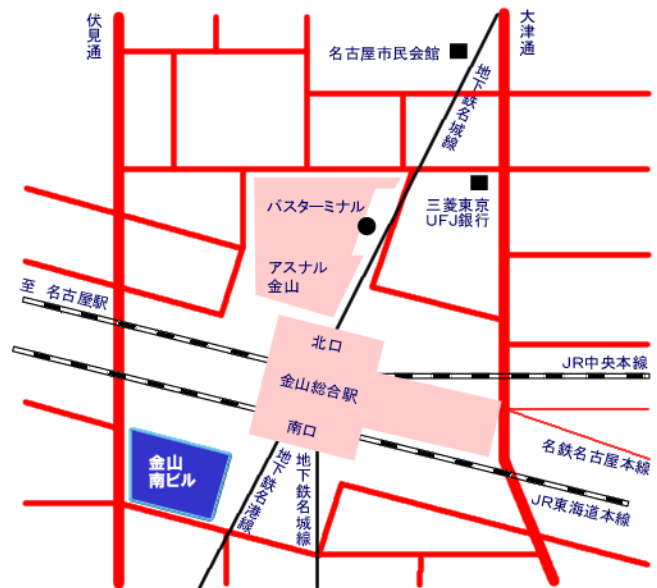 伏見通
大津通
名古屋市民会館
地下鉄名城線
三菱東京
UFJ銀行
バスターミナル
アスナル
金山
至 名古屋駅
北口
JR中央本線
金山総合駅
南口
名鉄名古屋本線
金山
南ビル
地下鉄名港線
地下鉄名城線
JR東海道本線